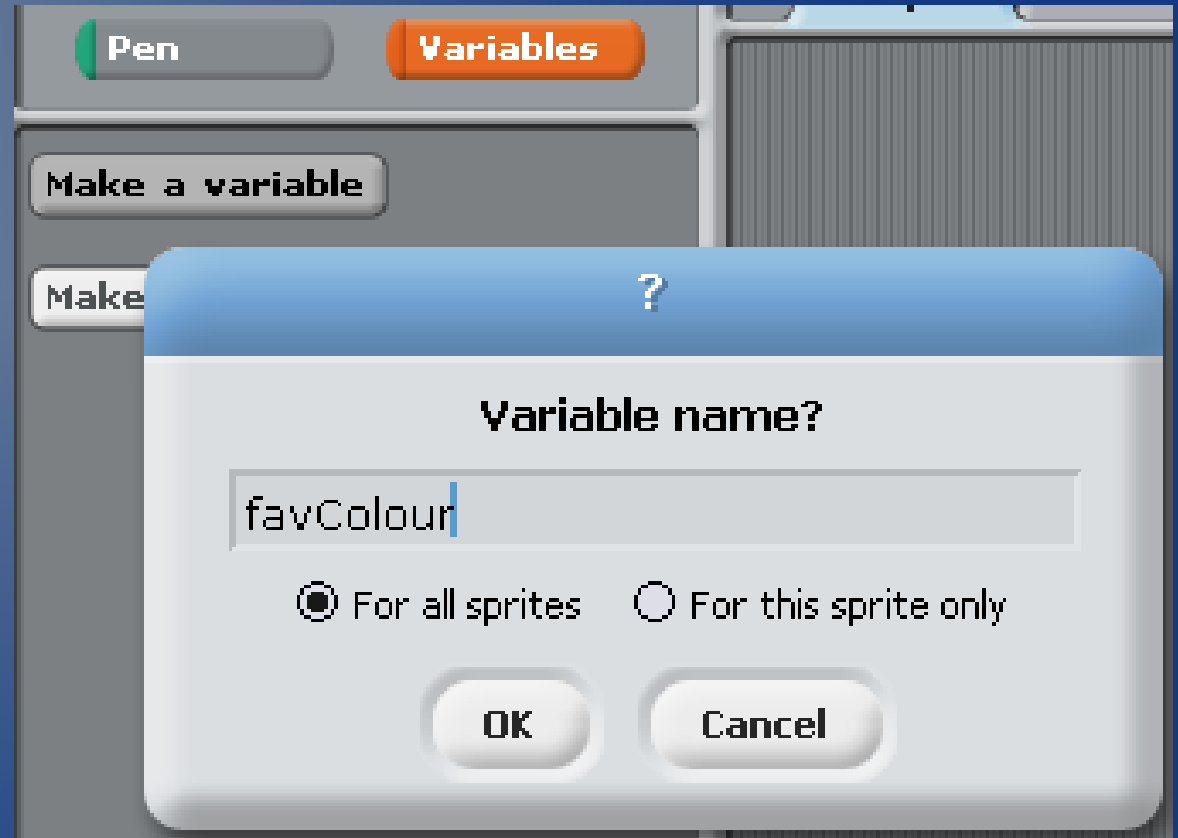 Pen Variables
Make a variable
Make
?
Variable name?
favColour
For all sprites For this sprite only
OK Cancel